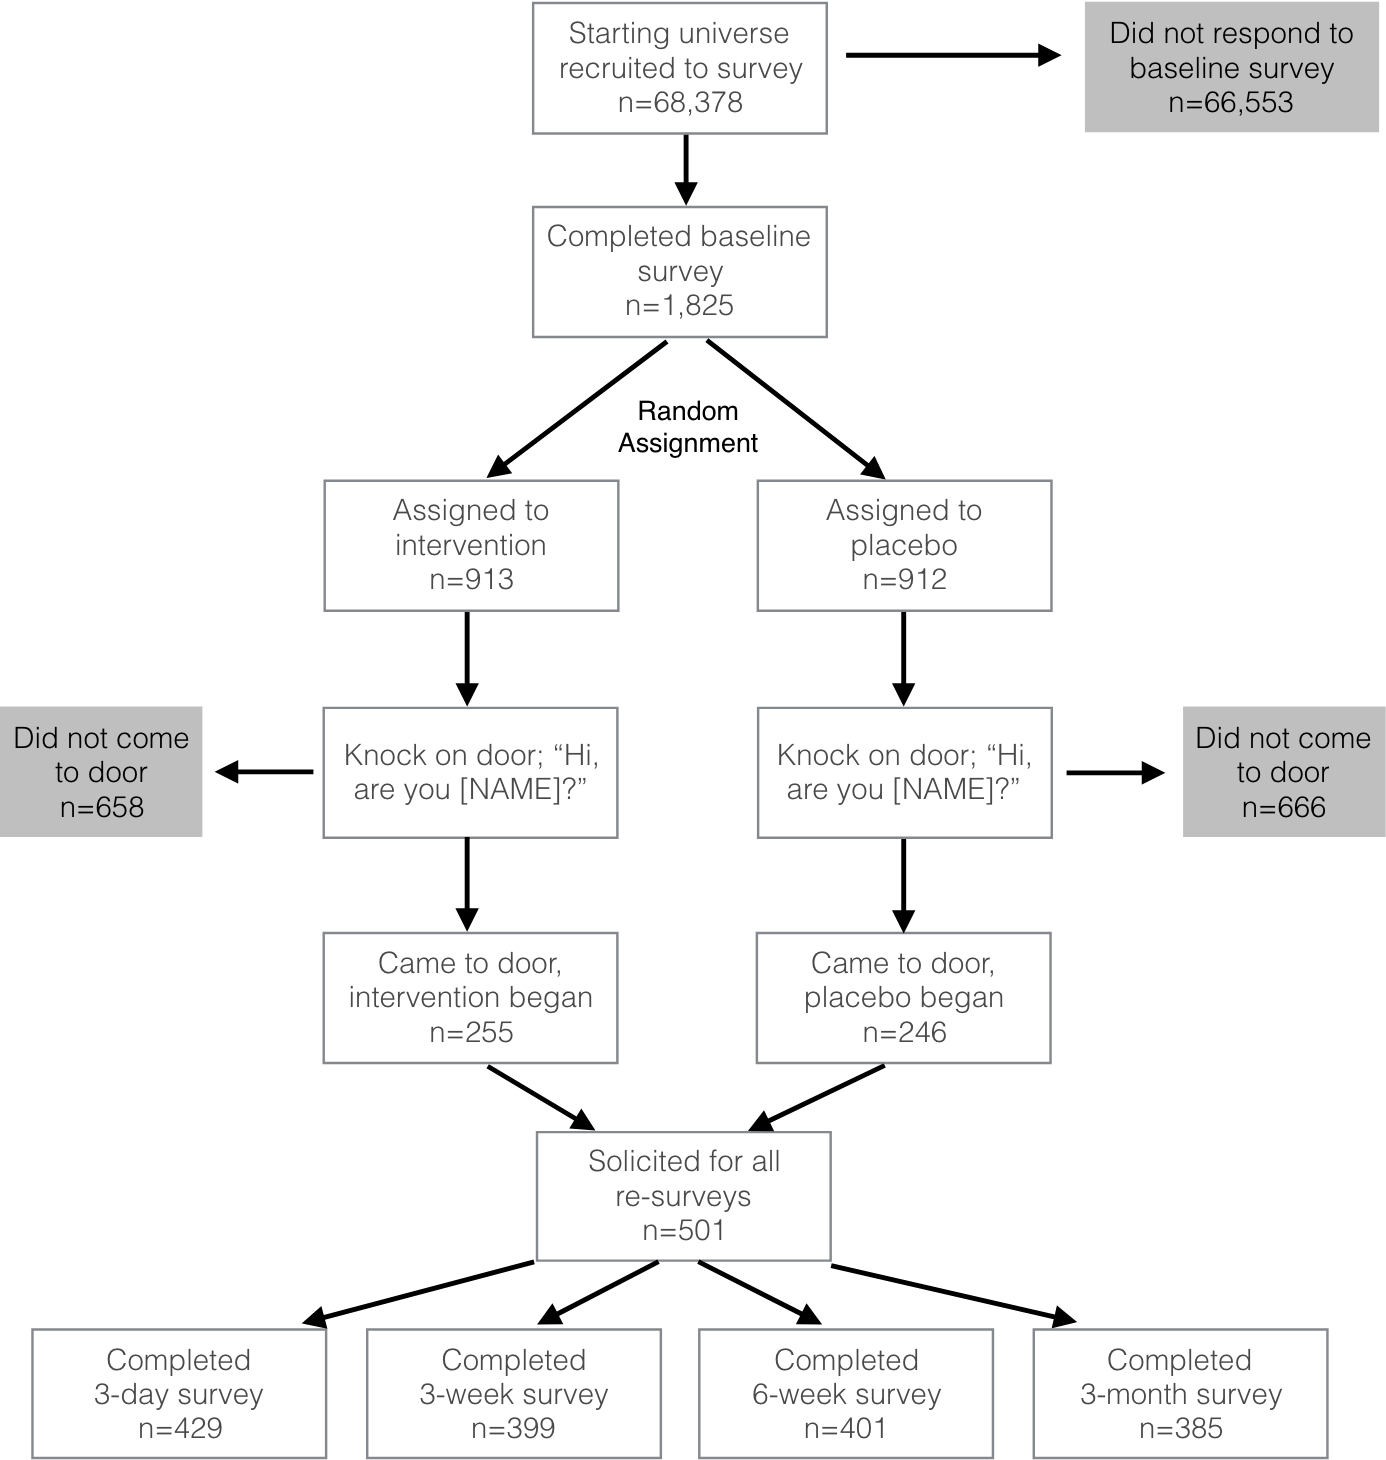 Starting universe
recruited to survey
n=68,378
Did not respond to
baseline survey
n=66,553
Completed baseline
survey
n=1,825
Random
Assignment
Assigned to
intervention
n=913
Assigned to
placebo
n=912
Did not come
to door
n=658
Knock on door; “Hi,
are you [NAME]?”
Knock on door; “Hi,
are you [NAME]?”
Did not come
to door
n=666
Came to door,
intervention began
n=255
Came to door,
placebo began
n=246
Solicited for all
re-surveys
n=501
Completed
3-day survey
n=429
Completed
3-week survey
n=399
Completed
6-week survey
n=401
Completed
3-month survey
n=385